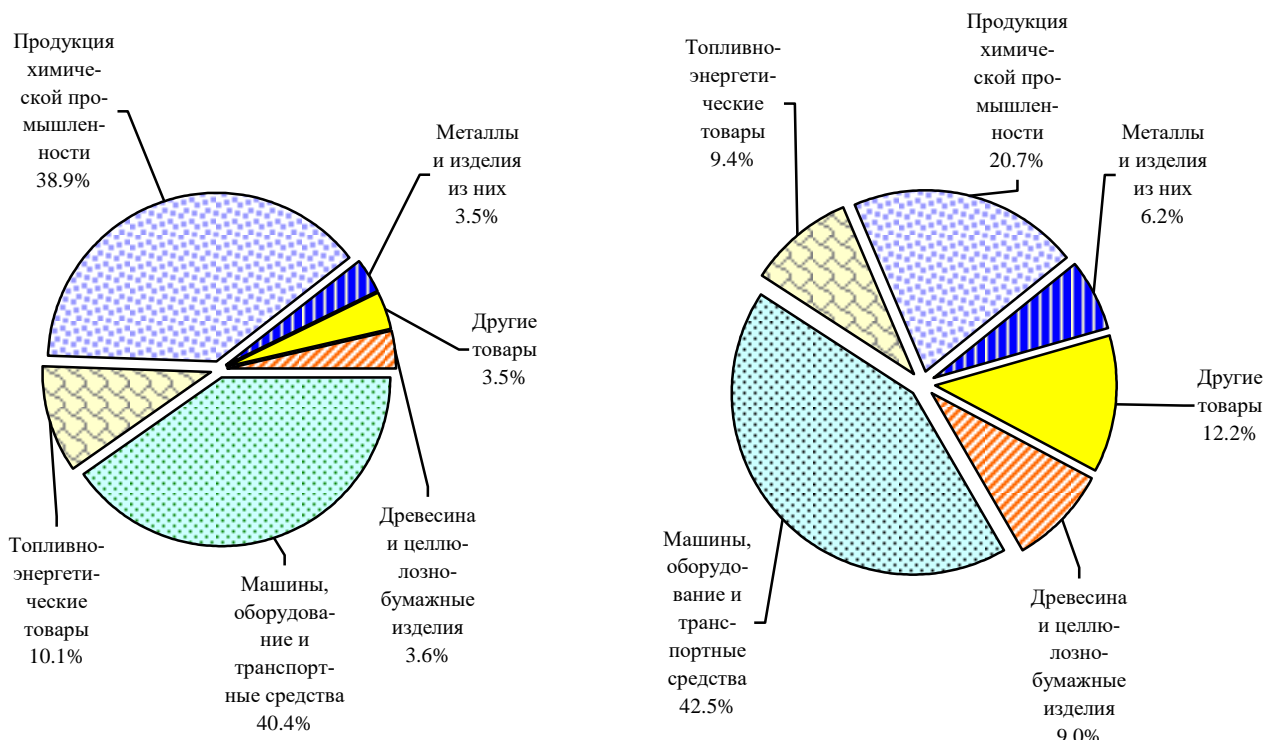 Продукция
химиче-
ской про-
мышлен-
ности
38.9%
Металлы
и изделия
из них
3.5%
Другие
товары
3.5%
Древесина
и целлю-
лозно-
бумажные
изделия
3.6%
Машины,
оборудова-
ние и
транспорт-
ные средства
40.4%
Топливно-
энергети-
ческие
товары
10.1%
Топливно-
энергети-
ческие
товары
9.4%
Продукция
химиче-
ской про-
мышлен-
ности
20.7%
Металлы
и изделия
из них
6.2%
Другие
товары
12.2%
Древесина
и целлю-
лозно-
бумажные
изделия
9.0%
Машины,
оборудо-
вание и
транс-
портные
средства
42.5%